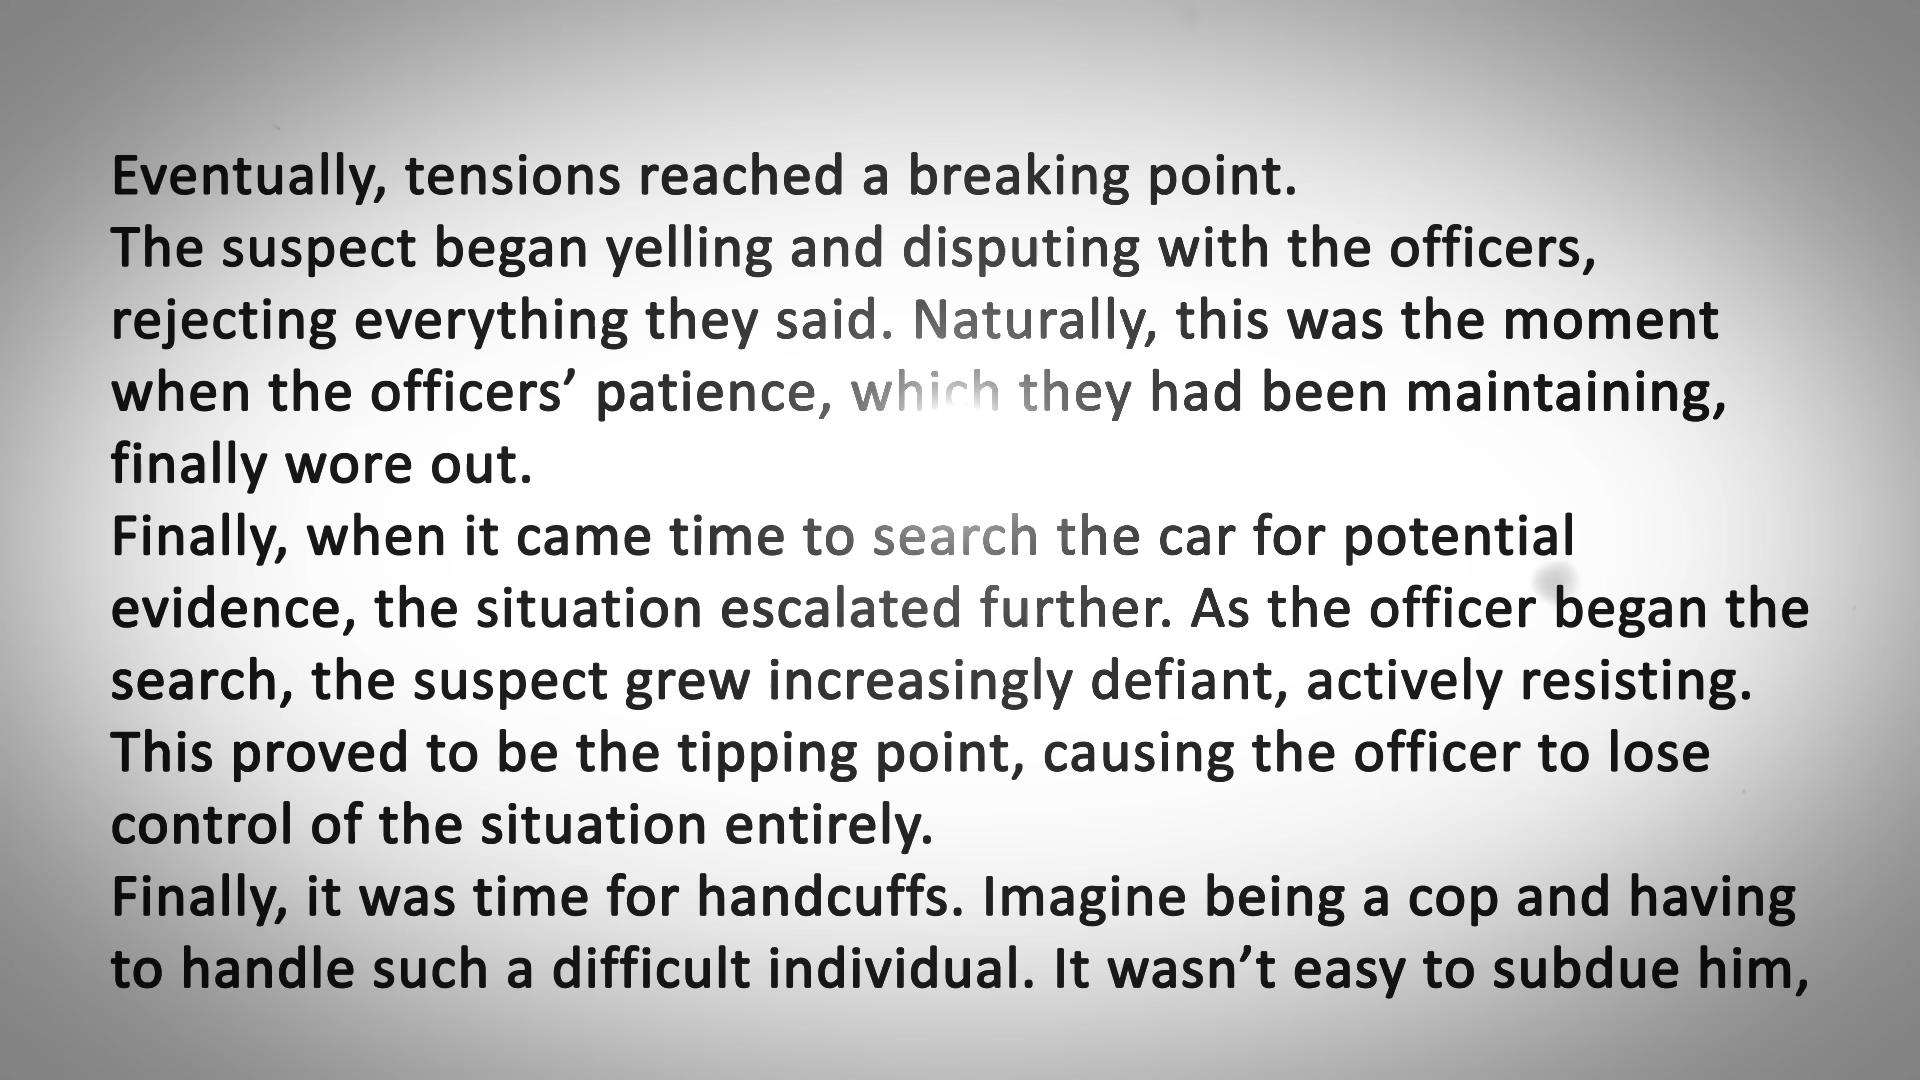 Eventually, tensions reached a breaking point.
The suspect began yelling and disputing with the officers,
rejecting everything they said. Naturally, this was the moment
when the officers’ patience, which they had been maintaining,
finally wore out.
Finally, when it came time to search the car for potential
evidence, the situation escalated further. As the officer began the
search, the suspect grew increasingly defiant, actively resisting.
This proved to be the tipping point, causing the officer to lose
control of the situation entirely.
Finally, it was time for handcuffs. Imagine being a cop and having
to handle such a difficult individual. It wasn’t easy to subdue him,